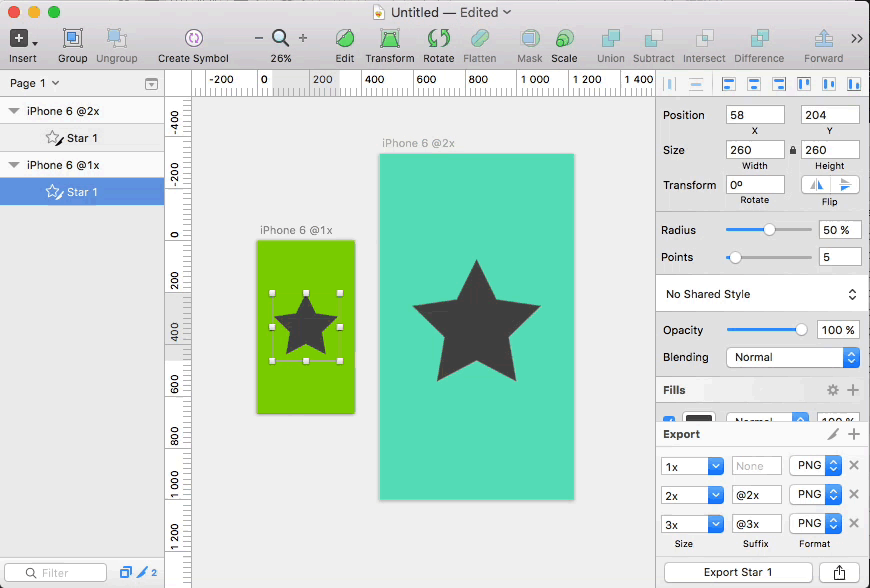 Untitled — Edited
Insert
Group
Ungroup
Create Symbol
26%
Edit
Transform
Rotate
Flatten
Mask
Scale
Union
Subtract
Intersect
Difference
Forward
Page 1
-200
0
200
400
600
800
1 000
1 200
1 400
iPhone 6 @2x
Star 1
iPhone 6 @1x
Star 1
Filter
2
-400
-200
0
200
400
600
800
1 000
1 200
iPhone 6 @1x
iPhone 6 @2x
Position
58
204
X
Y
Size
260
260
Width
Height
Transform
0º
Rotate
Flip
Radius
50 %
Points
5
No Shared Style
Opacity
100 %
Blending
Normal
Fills
Normal
100 %
Export
1x
None
PNG
2x
@2x
PNG
3x
@3x
PNG
Size
Suffix
Format
Export Star 1